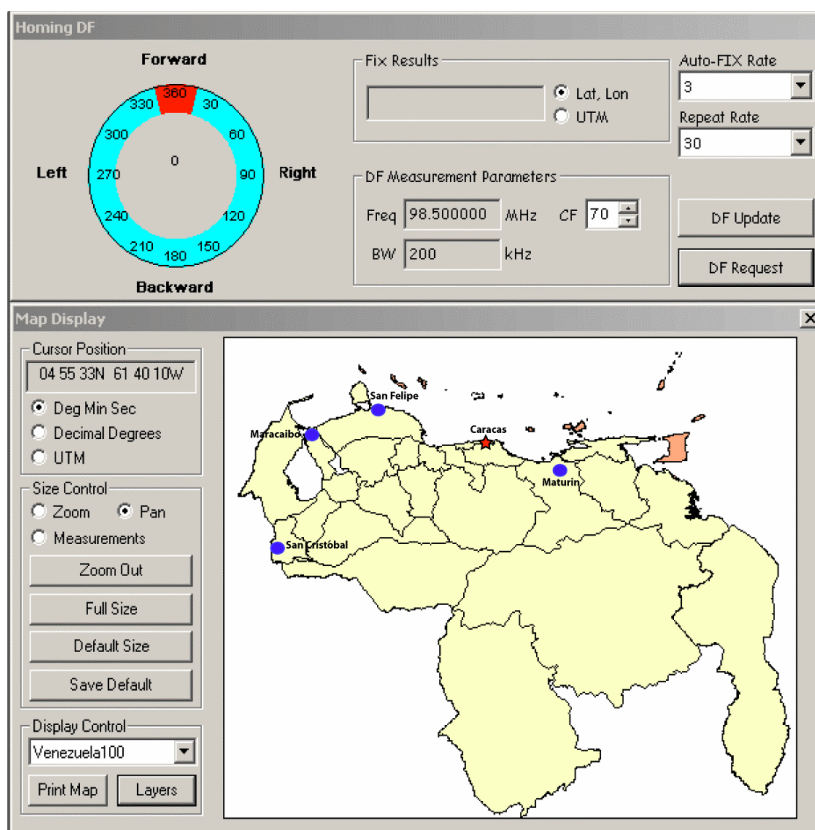 Homing DF
Forward
360
330
30
300
60
Left
270
0
90
Right
240
120
210
150
180
Backward
Fix Results
Lat, Lon
UTM
Auto-FIX Rate
3
Repeat Rate
30
DF Measurement Parameters
Freq 98.500000 MHz CF 70
BW 200 kHz
DF Update
DF Request
Map Display
Cursor Position
04 55 33N 61 40 10W
Deg Min Sec
Decimal Degrees
UTM
Size Control
Zoom Pan
Measurements
Zoom Out
Full Size
Default Size
Save Default
Display Control
Venezuela100
Print Map Layers
San Felipe
Maracaibo
Caracas
Maturin
San Cristobal